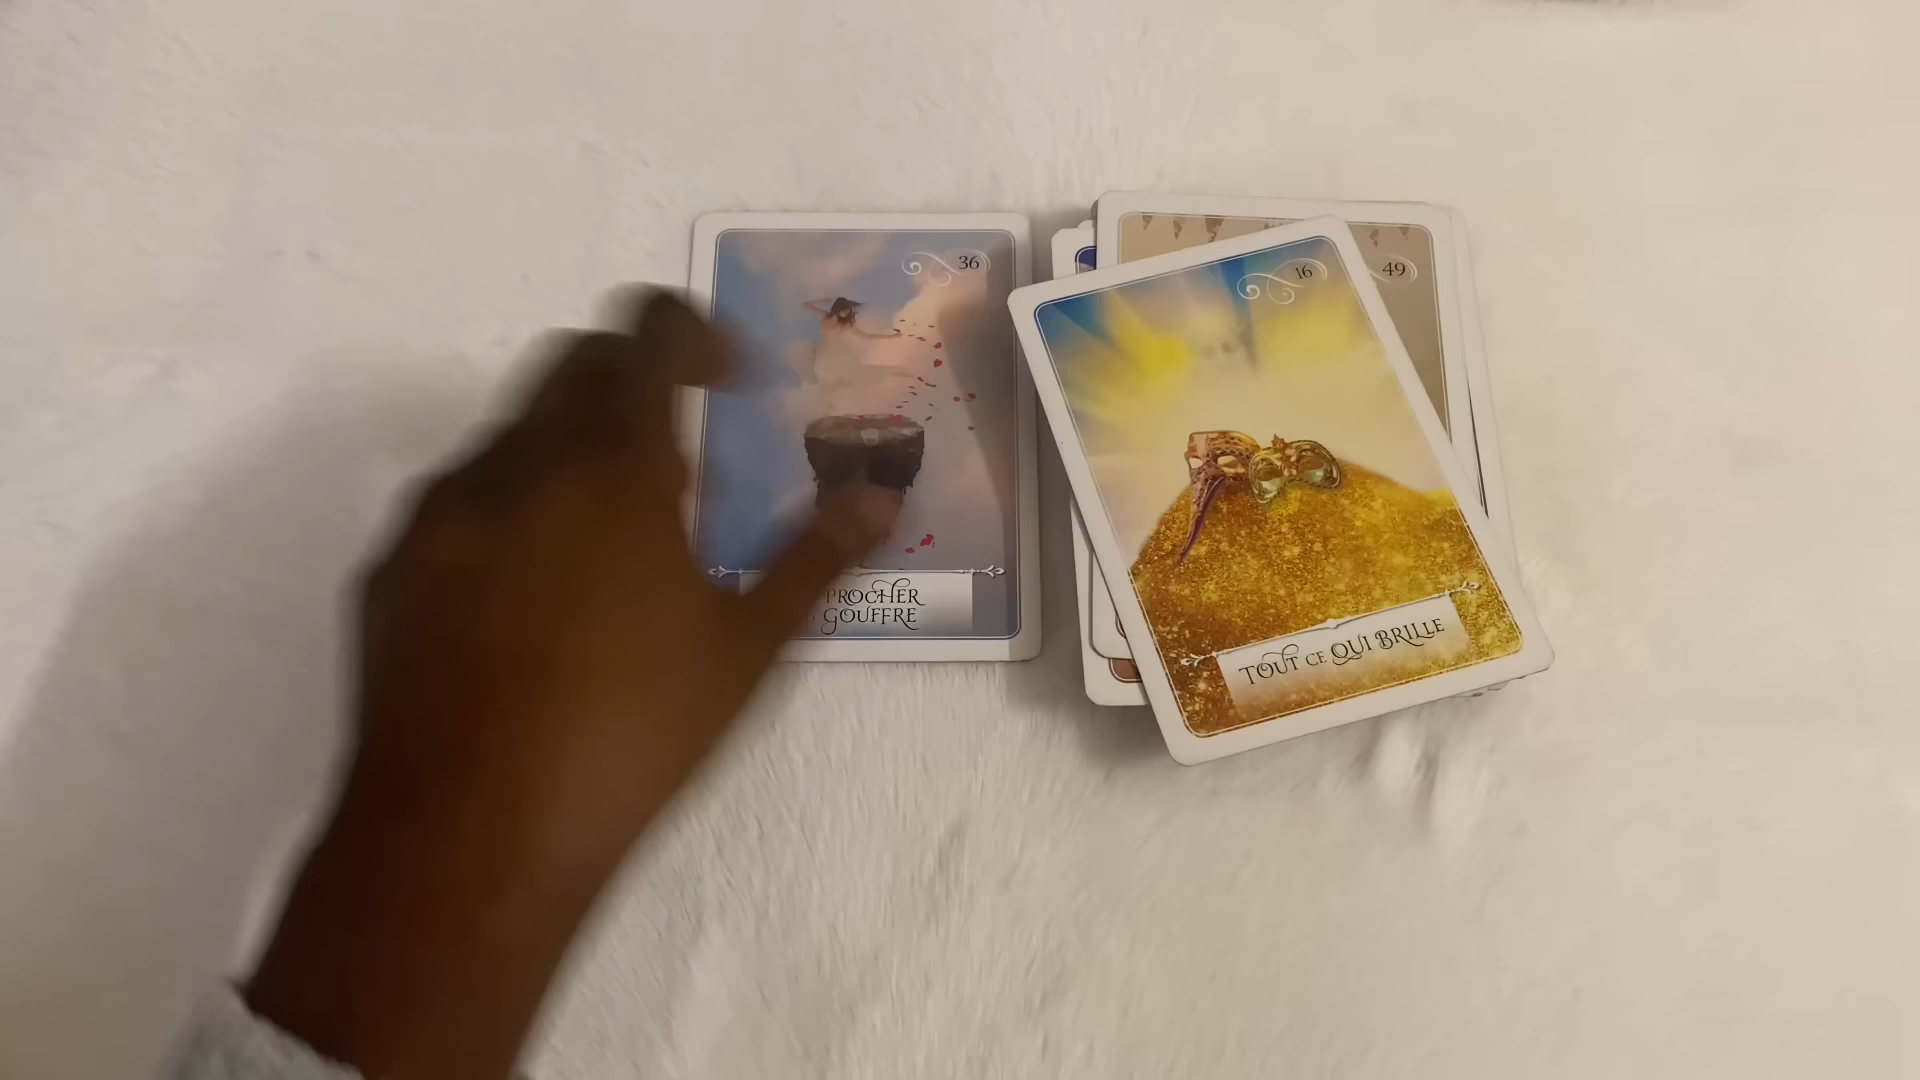 36
PROCHER
GOUFFRE
49
16
TOUT CE QUI BRILLE